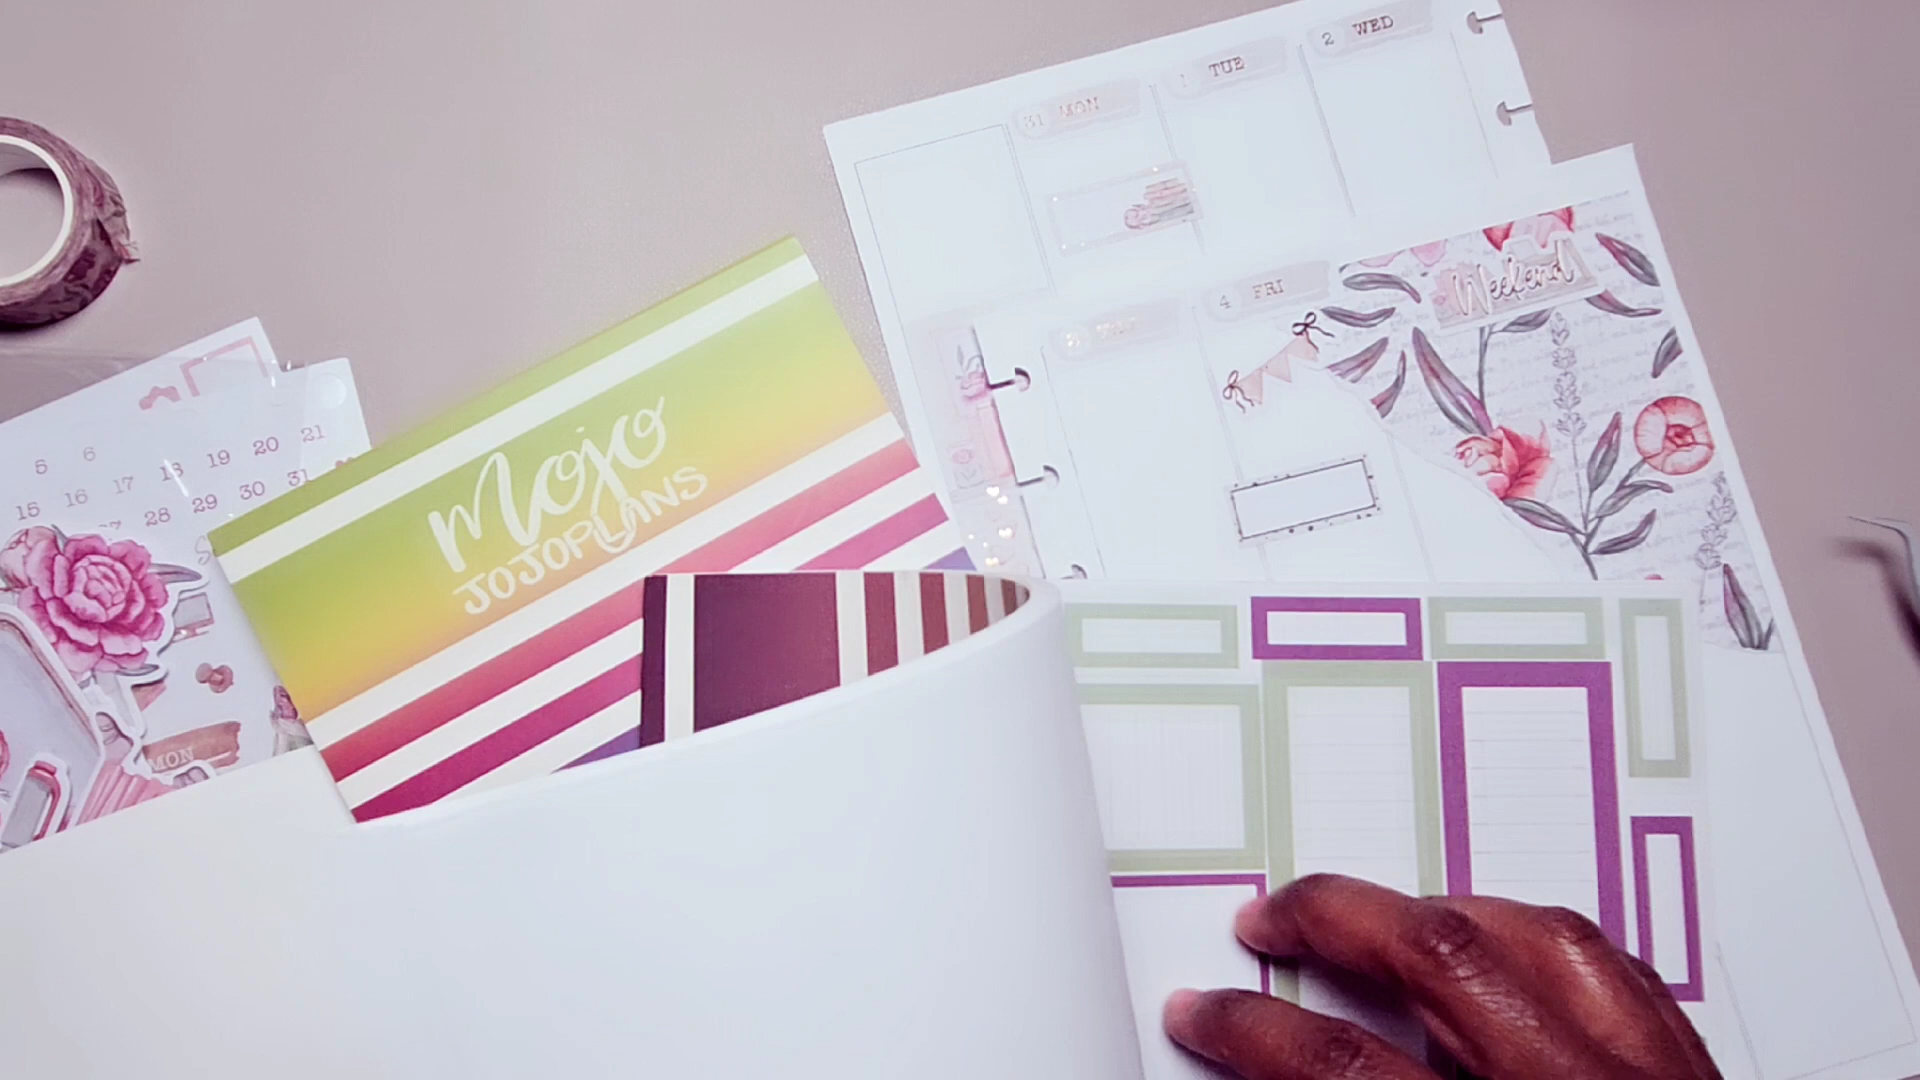 2 WED
1 TUE
31 MON
Weekend
4 FRI
Mojo
JOJOPLANS
5 6
18 19 20 21
15 16 17
28 29 30 31
MON